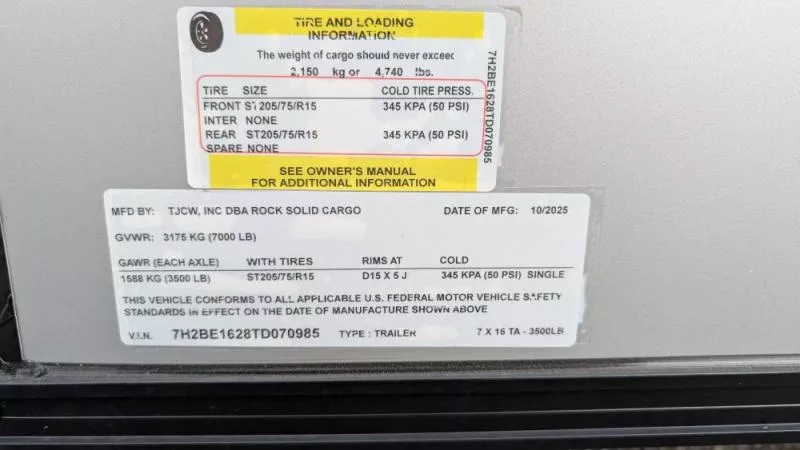 TIRE AND LOADING
INFORMATION
The weight of cargo should never exceed
2,150 kg or 4,740 lbs.
TIRE SIZE COLD TIRE PRESS.
FRONT ST205/75/R15 345 KPA (50 PSI)
INTER NONE
REAR ST205/75/R15 345 KPA (50 PSI)
SPARE NONE
7H2BE1628TD070985
SEE OWNER'S MANUAL
FOR ADDITIONAL INFORMATION
MFD BY: TJCW, INC DBA ROCK SOLID CARGO DATE OF MFG: 10/2025
GVWR: 3175 KG (7000 LB)
GAWR (EACH AXLE) WITH TIRES RIMS AT COLD
1588 KG (3500 LB) ST205/75/R15 D15 X 5 J 345 KPA (50 PSI) SINGLE
THIS VEHICLE CONFORMS TO ALL APPLICABLE U.S. FEDERAL MOTOR VEHICLE SAFETY
STANDARDS IN EFFECT ON THE DATE OF MANUFACTURE SHOWN ABOVE
V.I.N. 7H2BE1628TD070985 TYPE: TRAILER 7 X 16 TA - 3500LB